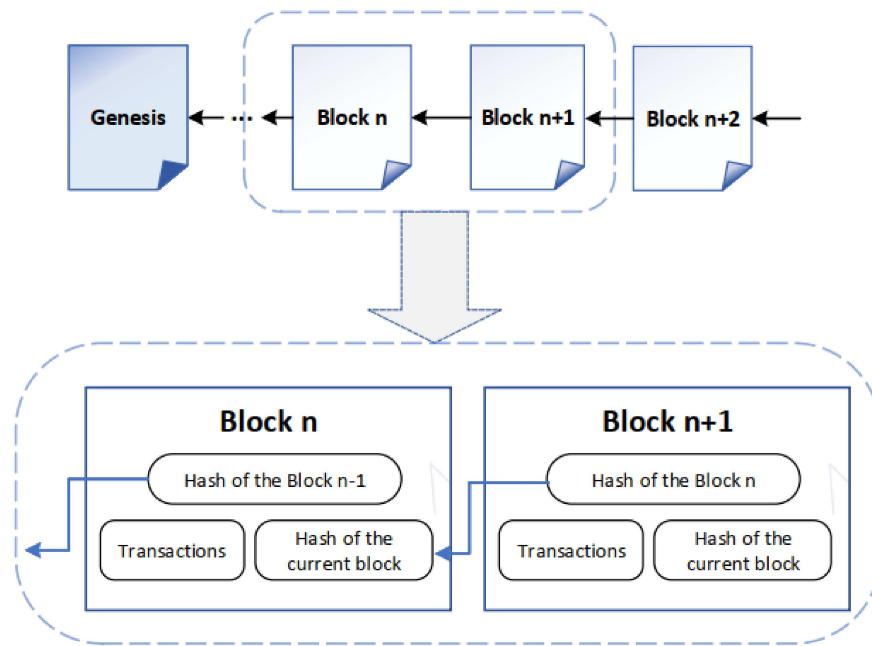 Genesis
...
Block n
Block n+1
Block n+2
Block n
Block n+1
Hash of the Block n-1
Hash of the Block n
Transactions
Hash of the
current block
Transactions
Hash of the
current block